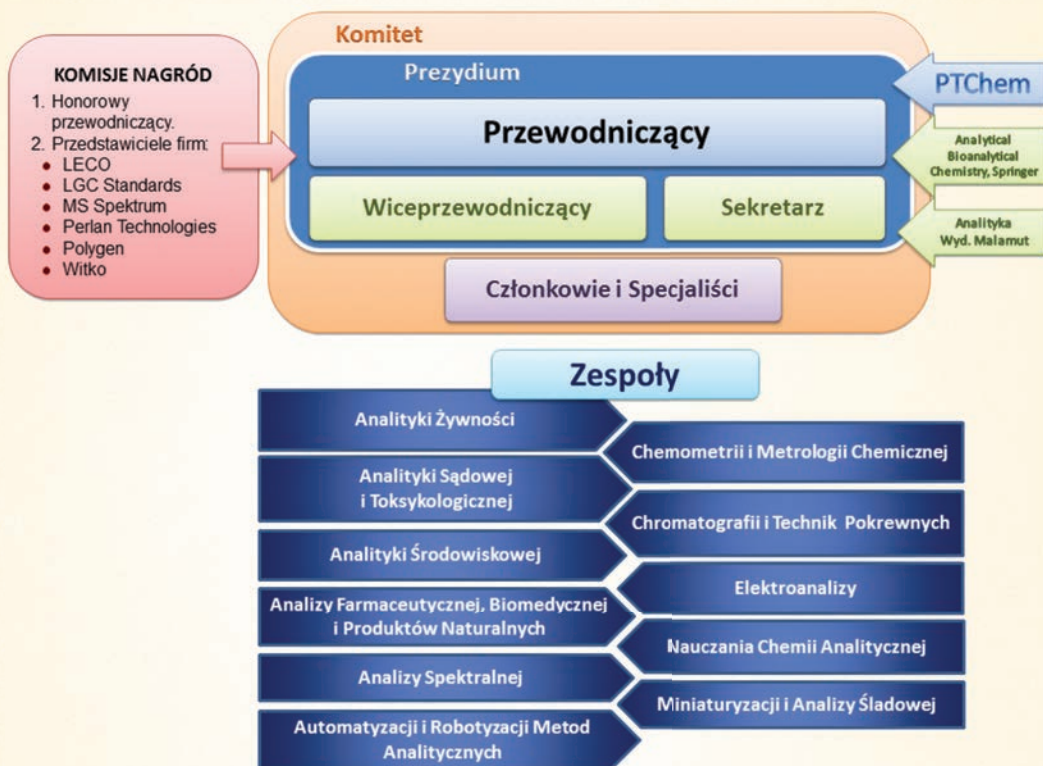 KOMISJE NAGRÓD
1. Honorowy
przewodniczący.
2. Przedstawiciele firm:
• LECO
• LGC Standards
• MS Spektrum
• Perlan Technologies
• Polygen
• Witko
Komitet
Prezydium
Przewodniczący
Wiceprzewodniczący
Sekretarz
Członkowie i Specjaliści
PTChem
Analytical
Bioanalytical
Chemistry, Springer
Analityka
Wyd. Malamut
Zespoły
Analityki Żywności
Analityki Sądowej
i Toksykologicznej
Analityki Środowiskowej
Analizy Farmaceutycznej, Biomedycznej
i Produktów Naturalnych
Analizy Spektralnej
Automatyzacji i Robotyzacji Metod
Analitycznych
Chemometrii i Metrologii Chemicznej
Chromatografii i Technik Pokrewnych
Elektroanalizy
Nauczania Chemii Analitycznej
Miniaturyzacji i Analizy Śladowej